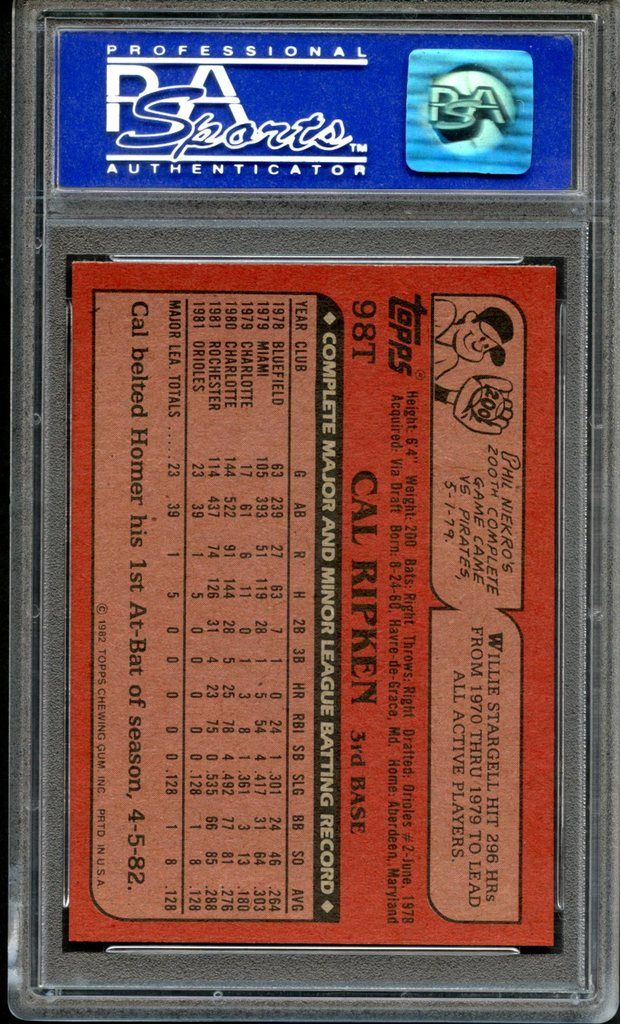 PROFESSIONAL
PSA
Sports™
AUTHENTICATOR
PSA
200
PHIL NIEKRO'S
200TH COMPLETE
GAME CAME
VS PIRATES,
5-1-79.
WILLIE STARGELL HIT 296 HRs
FROM 1970 THRU 1979 TO LEAD
ALL ACTIVE PLAYERS.
topps®
Height: 6'4" Weight: 200 Bats: Right Throws: Right Drafted: Orioles #2-June, 1978
Acquired: Via Draft Born: 8-24-60, Havre-de-Grace, Md. Home: Aberdeen, Maryland
98T CAL RIPKEN 3rd BASE
◆ COMPLETE MAJOR AND MINOR LEAGUE BATTING RECORD ◆
YEAR CLUB G AB R H 2B 3B HR RBI SB SLG BB SO AVG
1978 BLUEFIELD 63 239 27 63 7 1 0 24 1 .301 24 46 .264
1979 MIAMI 105 393 51 119 28 1 5 54 4 .417 31 64 .303
1979 CHARLOTTE 17 61 6 11 0 1 3 8 1 .361 3 13 .180
1980 CHARLOTTE 144 522 91 144 28 5 25 78 4 .492 77 81 .276
1981 ROCHESTER 114 437 74 126 31 4 23 75 0 .535 66 85 .288
1981 ORIOLES 23 39 1 5 0 0 0 0 0 .128 1 8 .128
MAJOR LEA. TOTALS ..... 23 39 1 5 0 0 0 0 0 .128 1 8 .128
Cal belted Homer his 1st At-Bat of season, 4-5-82.
© 1982 TOPPS CHEWING GUM, INC. PRTD. IN U.S.A.